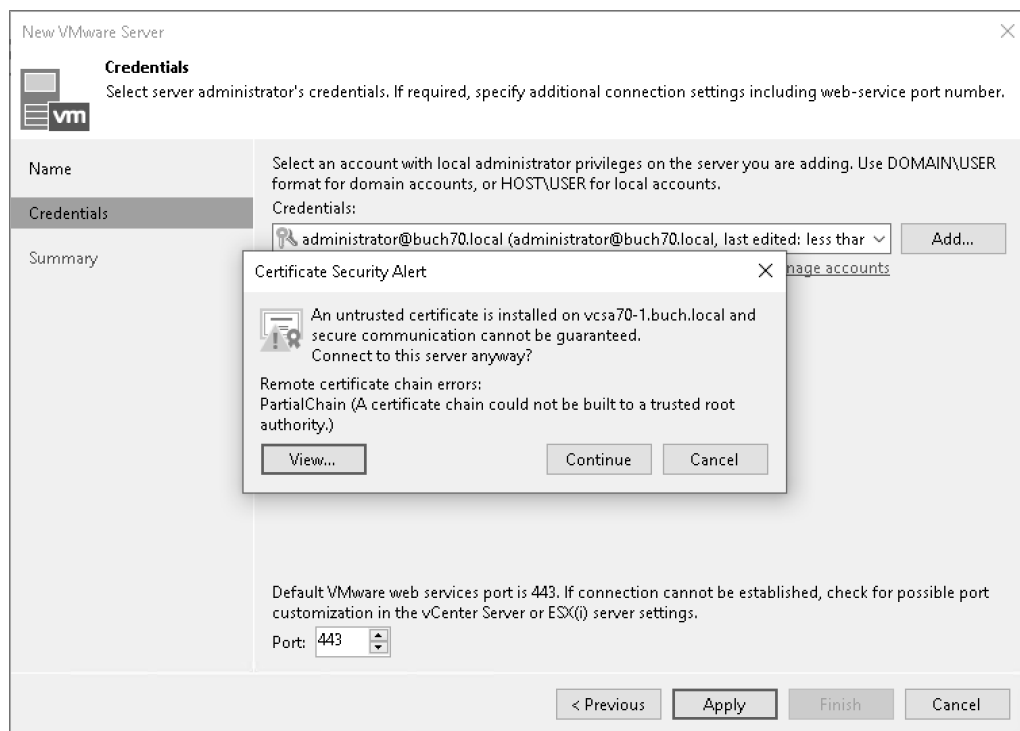 New VMware Server
Credentials
Select server administrator's credentials. If required, specify additional connection settings including web-service port number.
vm
Name
Credentials
Summary
Select an account with local administrator privileges on the server you are adding. Use DOMAIN\USER
format for domain accounts, or HOST\USER for local accounts.
Credentials:
administrator@buch70.local (administrator@buch70.local, last edited: less thar
Add...
nage accounts
Certificate Security Alert
An untrusted certificate is installed on vcsa70-1.buch.local and
secure communication cannot be guaranteed.
Connect to this server anyway?
Remote certificate chain errors:
PartialChain (A certificate chain could not be built to a trusted root
authority.)
View...
Continue
Cancel
Default VMware web services port is 443. If connection cannot be established, check for possible port
customization in the vCenter Server or ESX(i) server settings.
Port: 443
< Previous
Apply
Finish
Cancel